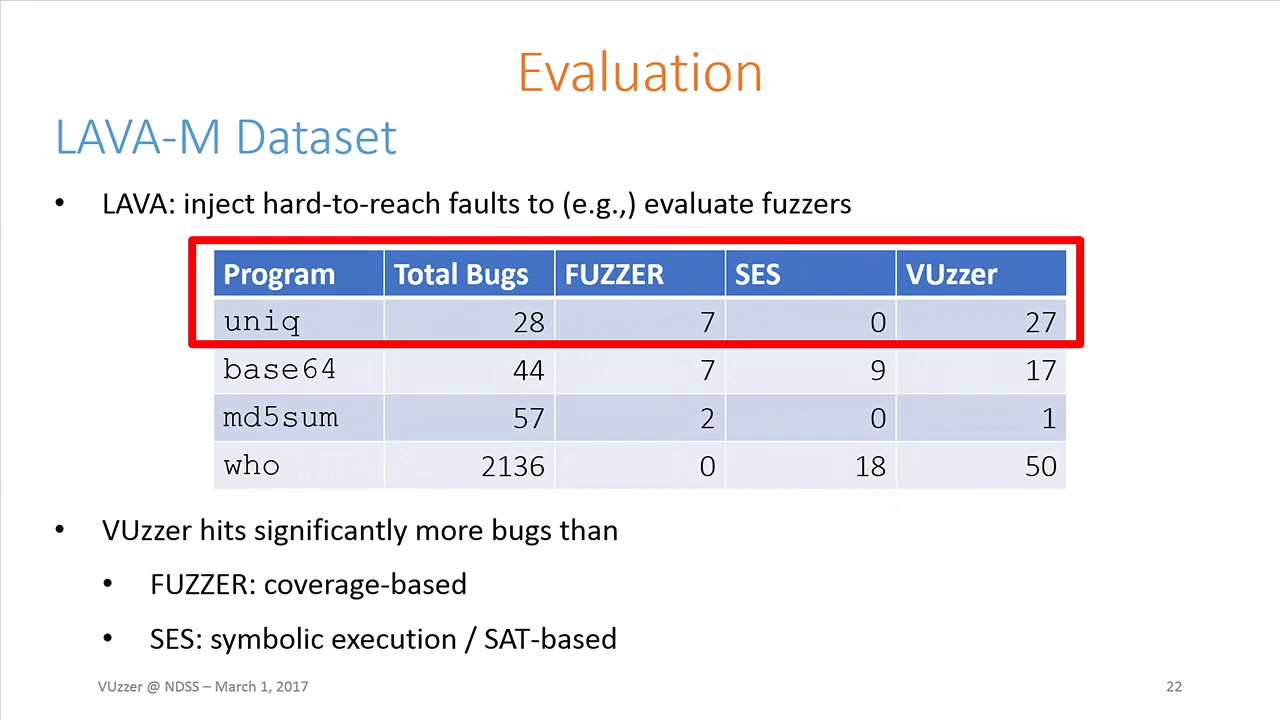 Evaluation
LAVA-M Dataset
• LAVA: inject hard-to-reach faults to (e.g.,) evaluate fuzzers
Program Total Bugs FUZZER SES VUzzer
uniq 28 7 0 27
base64 44 7 9 17
md5sum 57 2 0 1
who 2136 0 18 50
• VUzzer hits significantly more bugs than
• FUZZER: coverage-based
• SES: symbolic execution / SAT-based
VUzzer @ NDSS – March 1, 2017 22